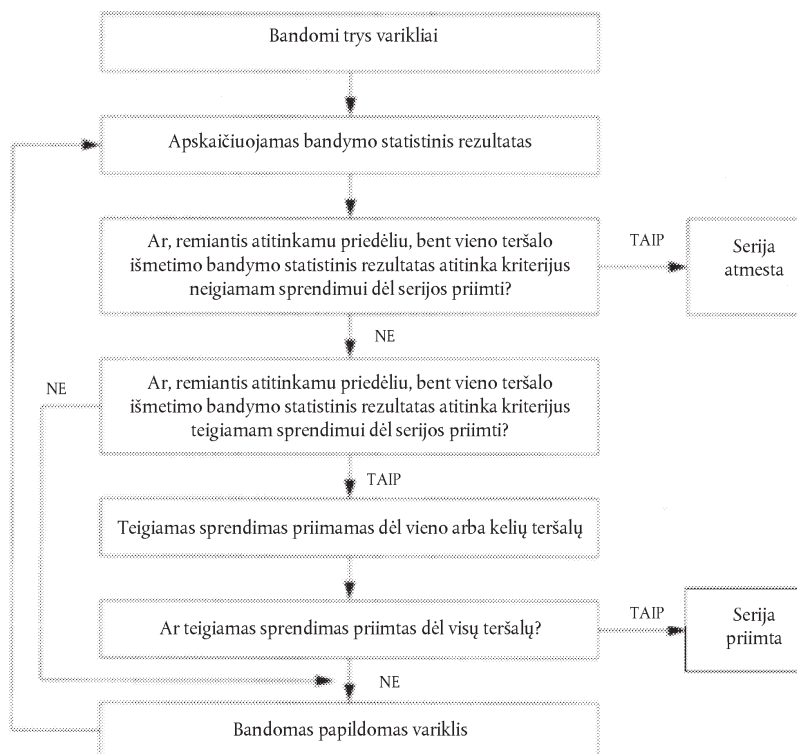 Bandomi trys varikliai
Apskaičiuojamas bandymo statistinis rezultatas
Ar, remiantis atitinkamu priedėliu, bent vieno teršalo
išmetimo bandymo statistinis rezultatas atitinka kriterijus
neigiamam sprendimui dėl serijos priimti?
TAIP
Serija
atmesta
NE
NE
Ar, remiantis atitinkamu priedėliu, bent vieno teršalo
išmetimo bandymo statistinis rezultatas atitinka kriterijus
teigiamam sprendimui dėl serijos priimti?
TAIP
Teigiamas sprendimas priimamas dėl vieno arba kelių teršalų
Ar teigiamas sprendimas priimtas dėl visų teršalų?
TAIP
Serija
priimta
NE
Bandomas papildomas variklis